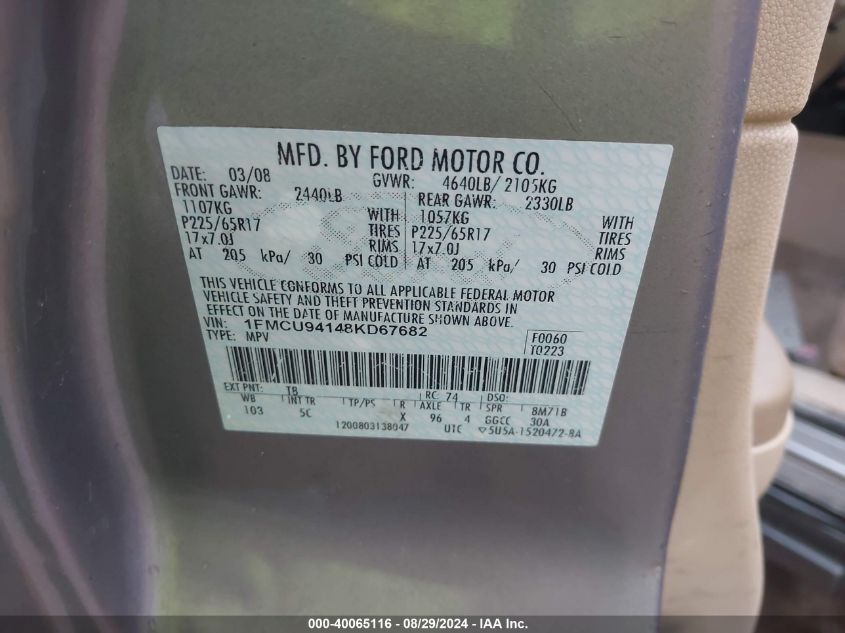 MFD. BY FORD MOTOR CO.
DATE: 03/08 GVWR: 4640LB/ 2105KG
FRONT GAWR: 2440LB REAR GAWR: 2330LB
1107KG WITH 1057KG WITH
P225/65R17 TIRES P225/65R17 TIRES
17x7.0J RIMS 17x7.0J RIMS
AT 205 kPa/ 30 PSI COLD AT 205 kPa/ 30 PSI COLD
THIS VEHICLE CONFORMS TO ALL APPLICABLE FEDERAL MOTOR
VEHICLE SAFETY AND THEFT PREVENTION STANDARDS IN
EFFECT ON THE DATE OF MANUFACTURE SHOWN ABOVE.
VIN: 1FMCU94148KD67682 F0060
TYPE: MPV T0223
EXT PNT: TB RC: 74 DSO:
WB INT TR TP/PS R AXLE TR SPR 8M71B
103 5C X 96 4 GGCC 30A
1200803138047 UTC ▽5U5A-1520472-BA
000-40065116 - 08/29/2024 - IAA Inc.